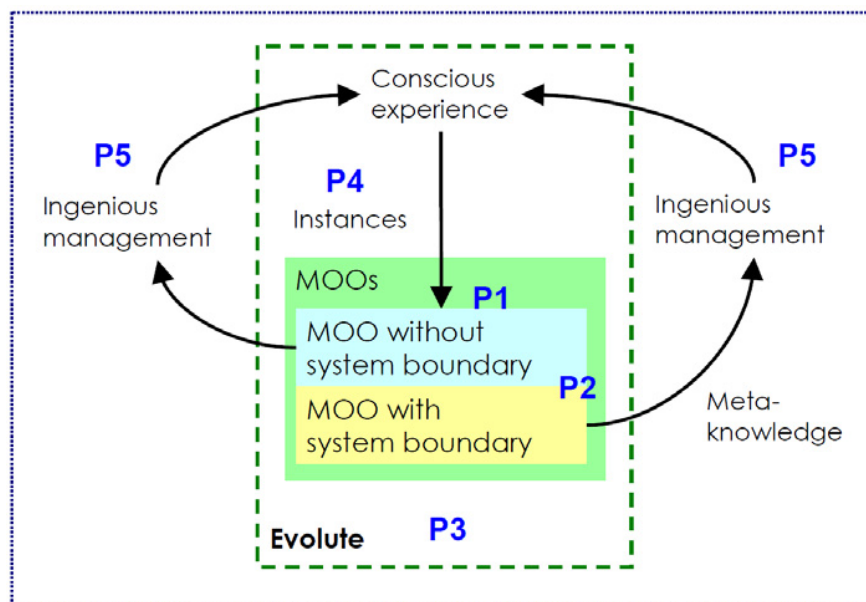 Conscious
experience
P5
P5
P4
Ingenious
management
Instances
Ingenious
management
MOOs
P1
MOO without
system boundary
P2
MOO with
system boundary
Meta-
knowledge
Evolute
P3